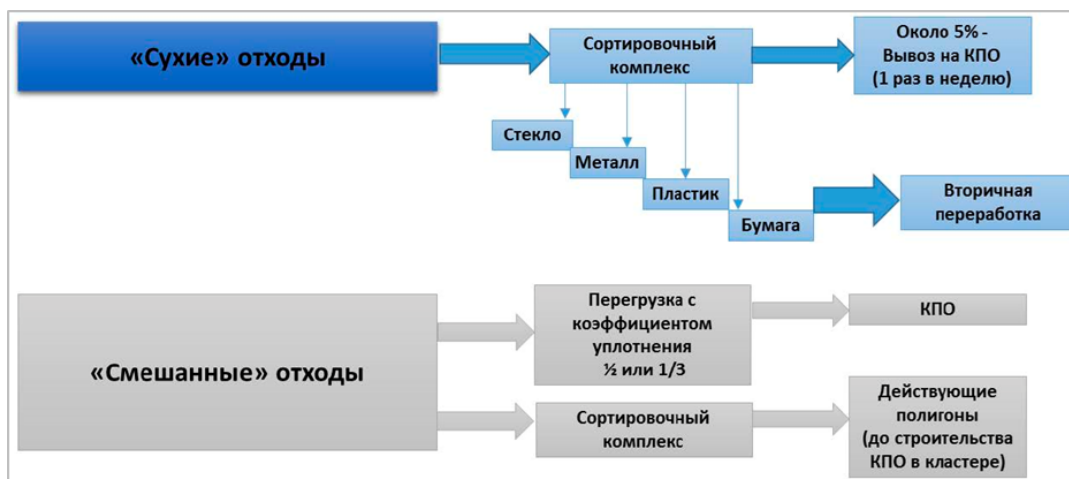 «Сухие» отходы
Сортировочный
комплекс
Около 5% -
Вывоз на КПО
(1 раз в неделю)
Стекло
Металл
Пластик
Бумага
Вторичная
переработка
«Смешанные» отходы
Перегрузка с
коэффициентом
уплотнения
½ или 1/3
КПО
Сортировочный
комплекс
Действующие
полигоны
(до строительства
КПО в кластере)